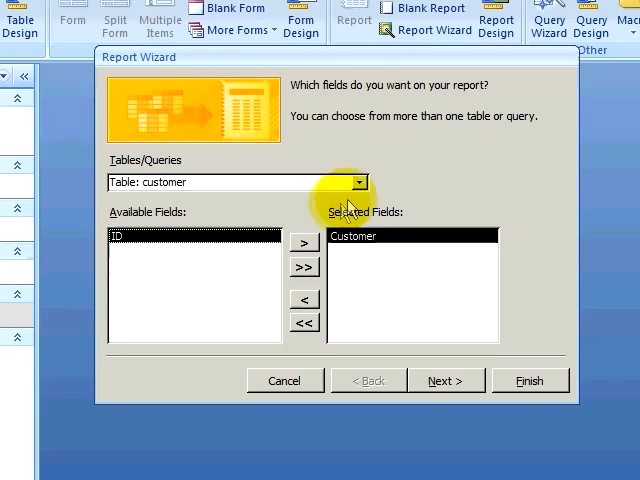 Table Design
Form
Split Form
Multiple Items
Blank Form
More Forms
Form Design
Report
Blank Report
Report Wizard
Report Design
Query Wizard
Query Design
Other
Report Wizard
Which fields do you want on your report?
You can choose from more than one table or query.
Tables/Queries
Table: customer
Available Fields:
Selected Fields:
ID
Customer
>
>>
<
<<
Cancel
< Back
Next >
Finish